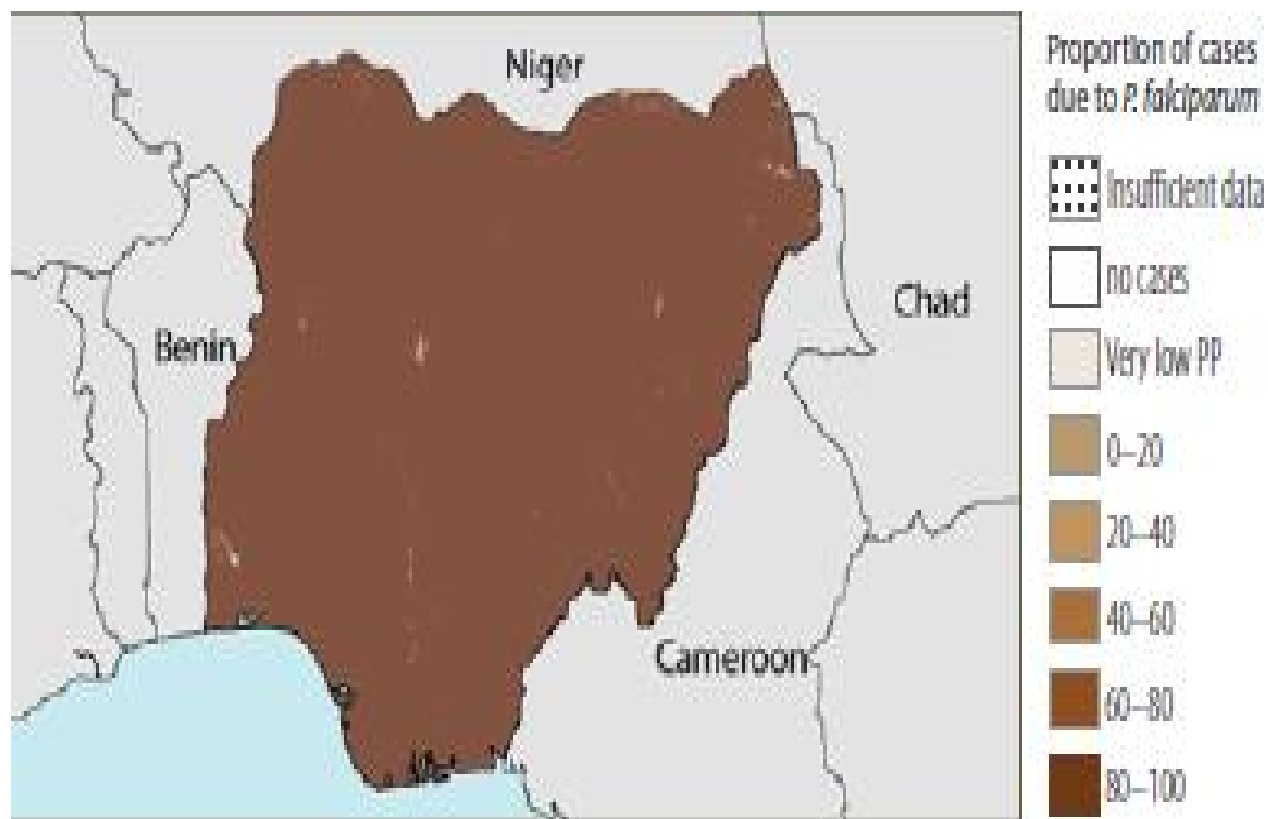 Niger
Chad
Benin
Cameroon
Proportion of cases
due to P. falciparum
Insufficient data
no cases
Very low PP
0–20
20–40
40–60
60–80
80–100